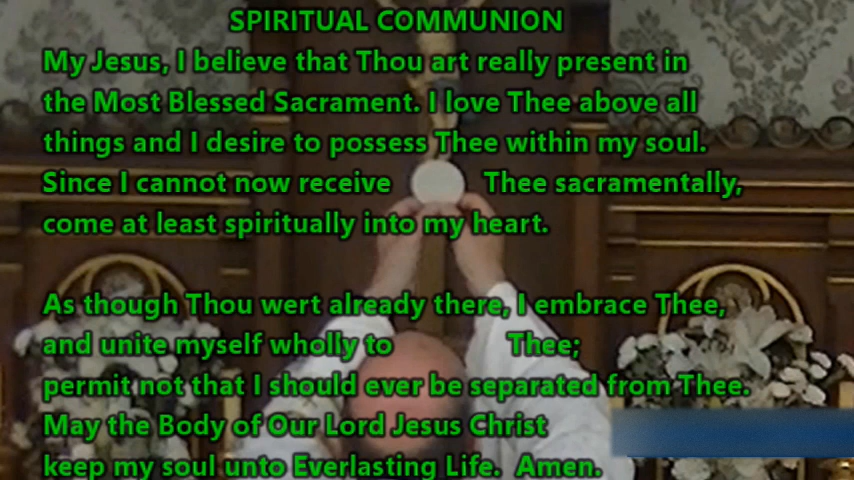 SPIRITUAL COMMUNION
My Jesus, I believe that Thou art really present in
the Most Blessed Sacrament. I love Thee above all
things and I desire to possess Thee within my soul.
Since I cannot now receive Thee sacramentally,
come at least spiritually into my heart.
As though Thou wert already there, I embrace Thee,
and unite myself wholly to Thee;
permit not that I should ever be separated from Thee.
May the Body of Our Lord Jesus Christ
keep my soul unto Everlasting Life. Amen.